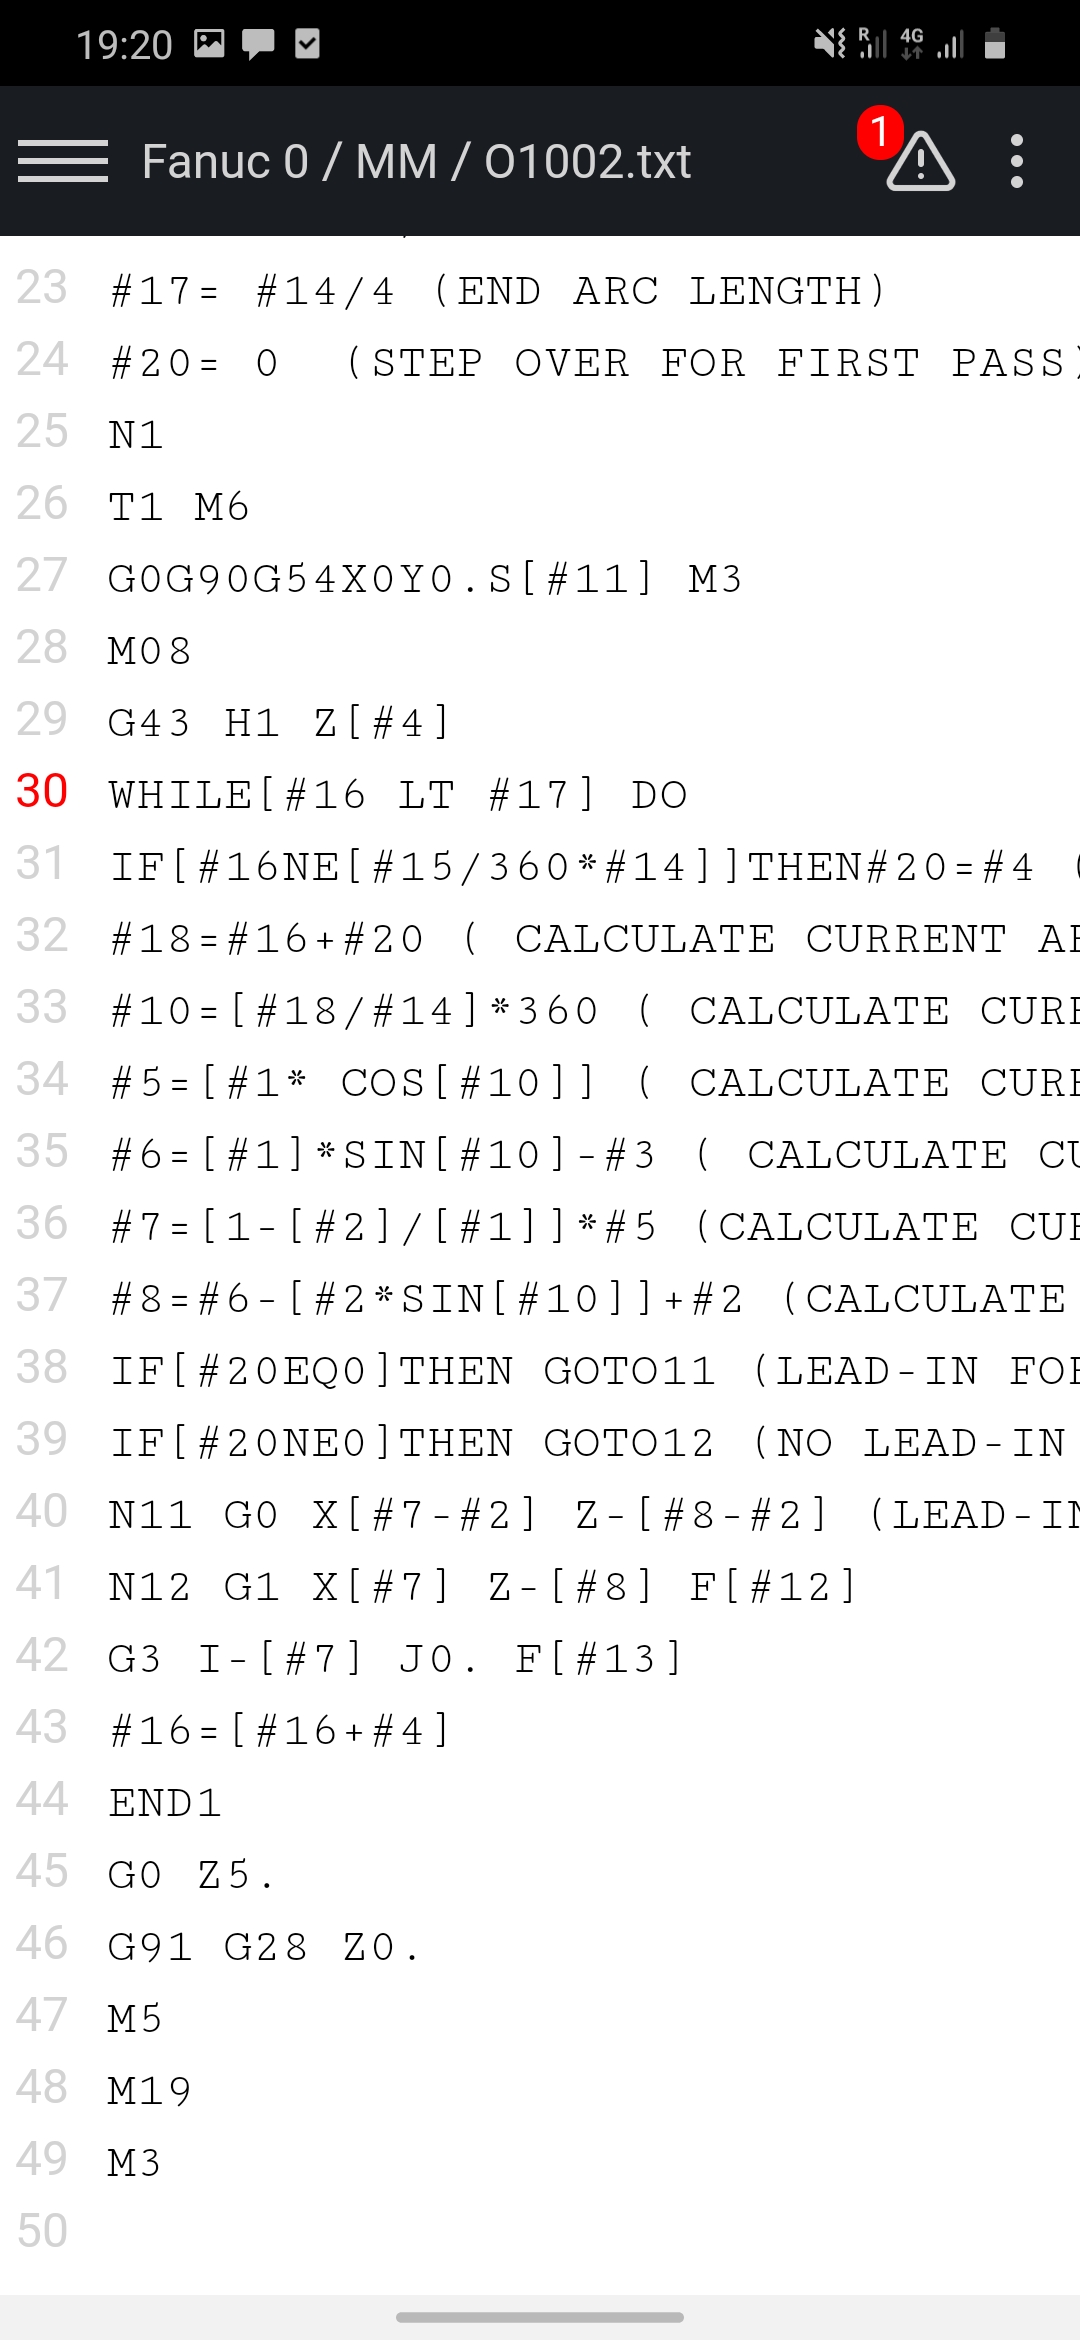 19:20
R 4G
Fanuc 0 / MM / O1002.txt
1
23 #17= #14/4 (END ARC LENGTH)
24 #20= 0 (STEP OVER FOR FIRST PASS)
25 N1
26 T1 M6
27 G0G90G54X0Y0.S[#11] M3
28 M08
29 G43 H1 Z[#4]
30 WHILE[#16 LT #17] DO
31 IF[#16NE[#15/360*#14]]THEN#20=#4 (
32 #18=#16+#20 ( CALCULATE CURRENT
33 #10=[#18/#14]*360 ( CALCULATE
34 #5=[#1* COS[#10]] ( CALCULATE
35 #6=[#1]*SIN[#10]-#3 ( CALCULATE
36 #7=[1-[#2]/[#1]]*#5 (CALCULATE
37 #8=#6-[#2*SIN[#10]]+#2 (CALCULATE
38 IF[#20EQ0]THEN GOTO11 (LEAD-IN
39 IF[#20NE0]THEN GOTO12 (NO LEAD-IN
40 N11 G0 X[#7-#2] Z-[#8-#2] (LEAD-IN
41 N12 G1 X[#7] Z-[#8] F[#12]
42 G3 I-[#7] J0. F[#13]
43 #16=[#16+#4]
44 END1
45 G0 Z5.
46 G91 G28 Z0.
47 M5
48 M19
49 M3
50